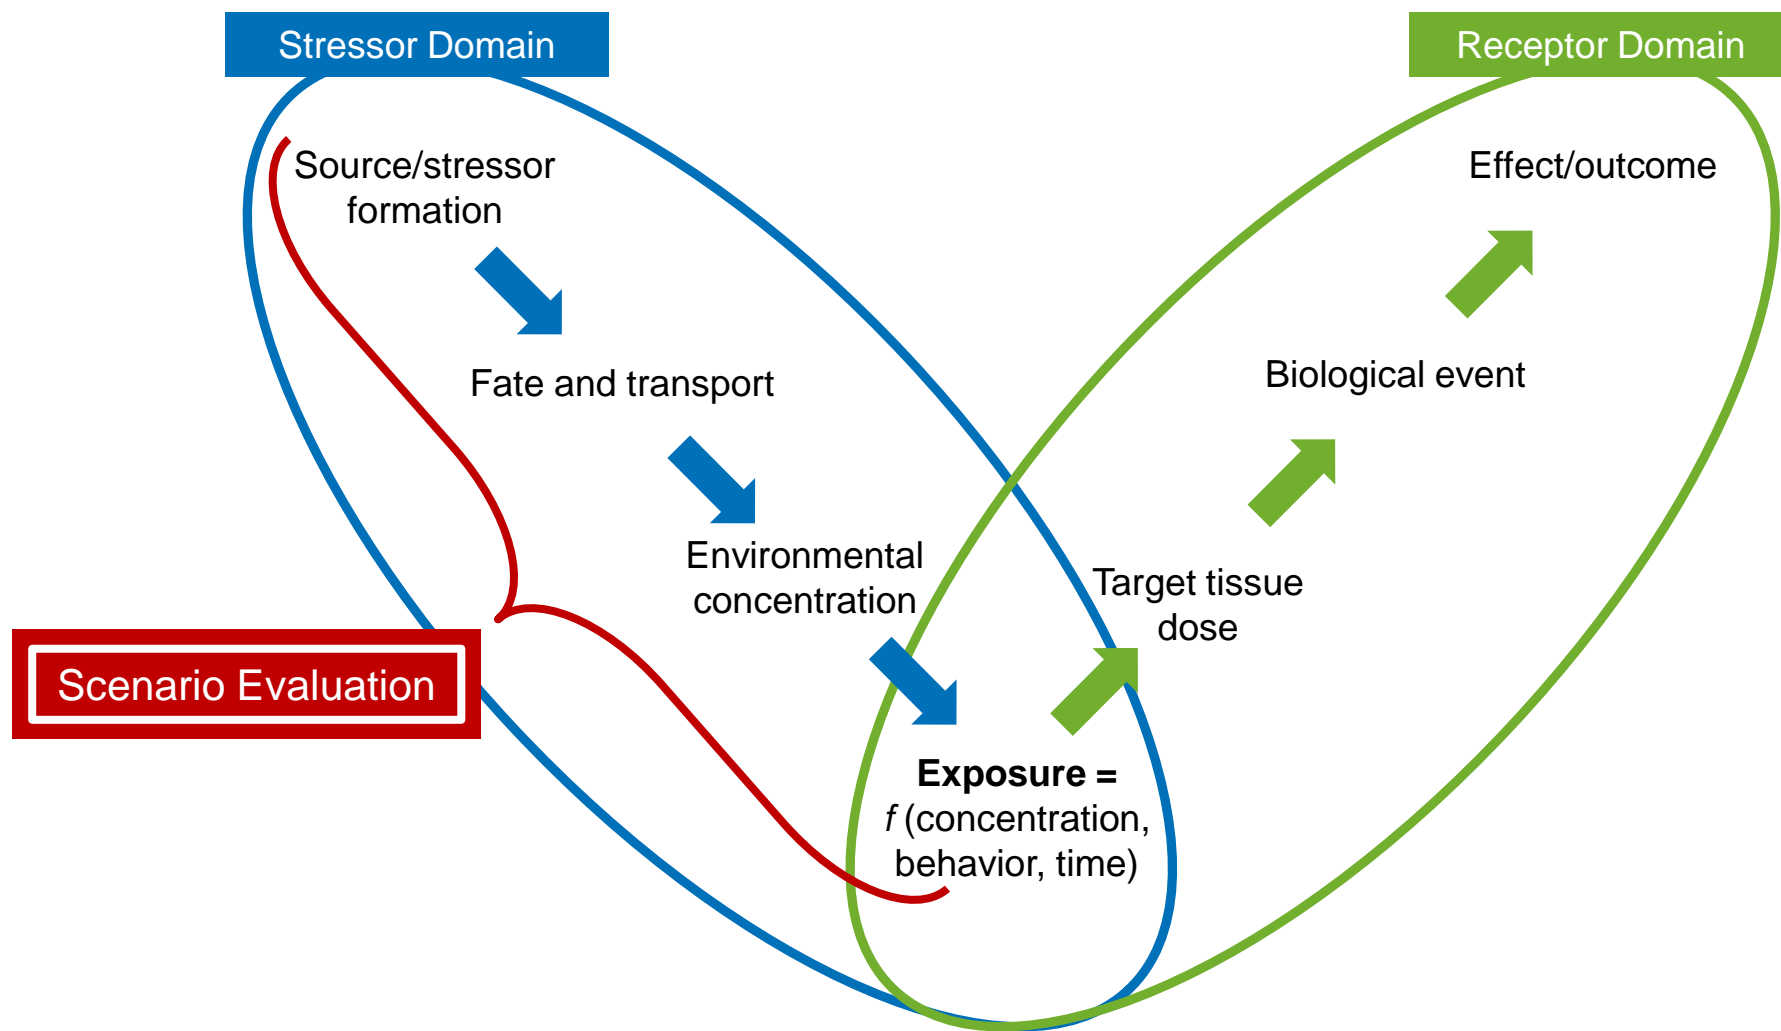 Stressor Domain
Receptor Domain
Source/stressor
formation
Fate and transport
Environmental
concentration
Scenario Evaluation
Exposure =
f (concentration,
behavior, time)
Target tissue
dose
Biological event
Effect/outcome